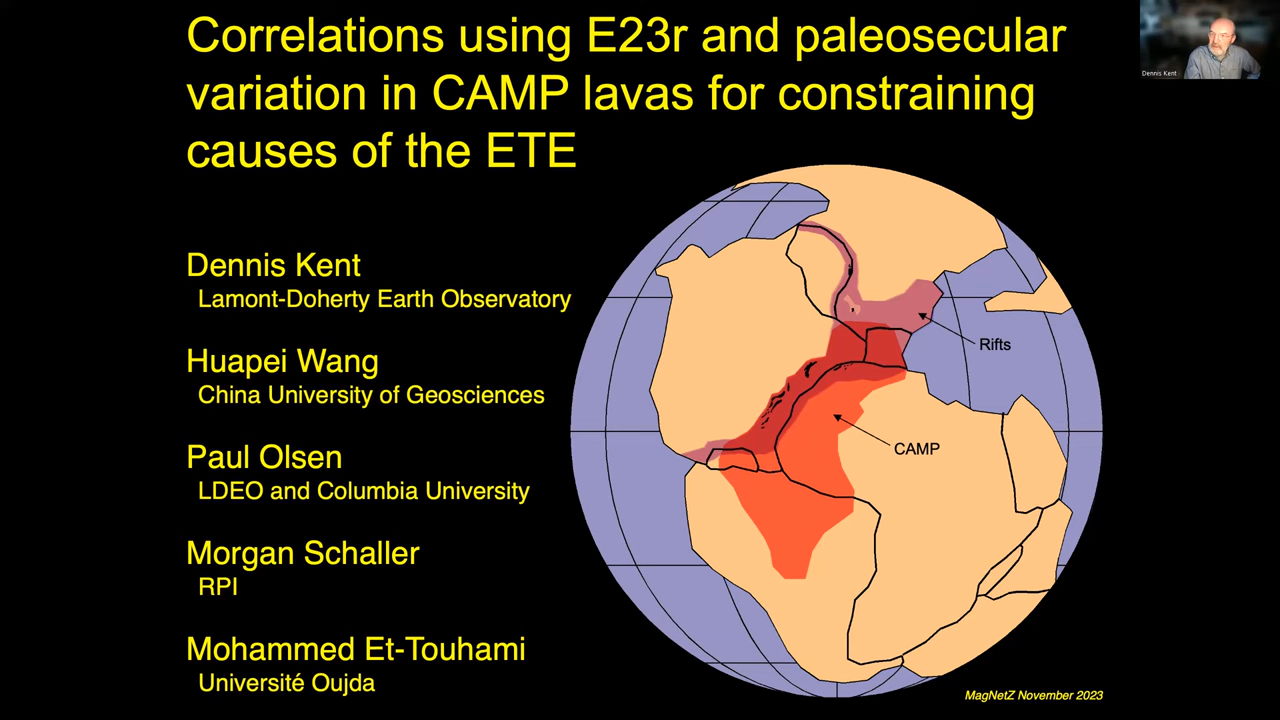 Correlations using E23r and paleosecular
variation in CAMP lavas for constraining
causes of the ETE
Dennis Kent
Dennis Kent
Lamont-Doherty Earth Observatory
Huapei Wang
China University of Geosciences
Paul Olsen
LDEO and Columbia University
Morgan Schaller
RPI
Mohammed Et-Touhami
Université Oujda
Rifts
CAMP
MagNetZ November 2023